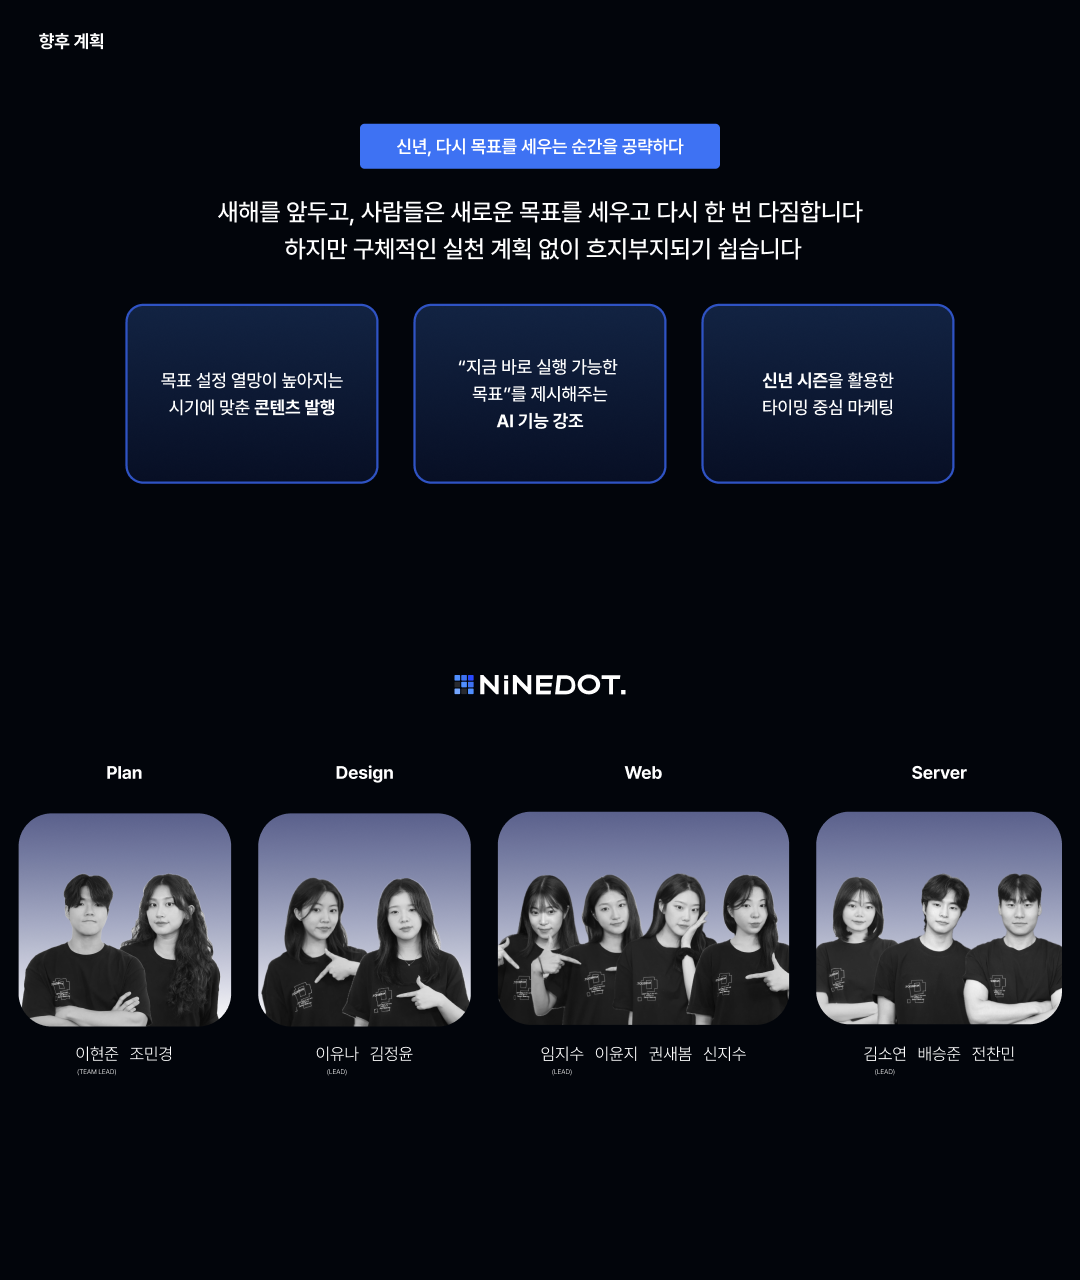 향후 계획
신년, 다시 목표를 세우는 순간을 공략하다
새해를 앞두고, 사람들은 새로운 목표를 세우고 다시 한 번 다짐합니다
하지만 구체적인 실천 계획 없이 흐지부지되기 쉽습니다
목표 설정 열망이 높아지는
시기에 맞춘 콘텐츠 발행
“지금 바로 실행 가능한
목표”를 제시해주는
AI 기능 강조
신년 시즌을 활용한
타이밍 중심 마케팅
NiNEDOT.
Plan
이현준 조민경
(TEAM LEAD)
Design
이유나 김정윤
(LEAD)
Web
임지수 이윤지 권새봄 신지수
(LEAD)
Server
김소연 배승준 전찬민
(LEAD)